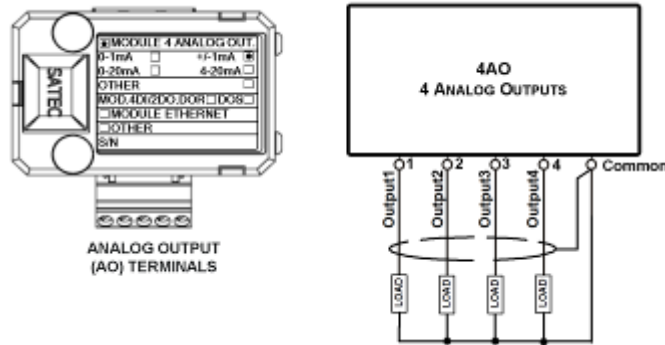 SATEC
MODULE 4 ANALOG OUT.
0-1mA +/-1mA
0-20mA 4-20mA
OTHER
MOD.4DI/2DO.DOR DOS
MODULE ETHERNET
OTHER
S/N
ANALOG OUTPUT
(AO) TERMINALS
4AO
4 ANALOG OUTPUTS
1 2 3 4 Common
Output1
Output2
Output3
Output4
LOAD
LOAD
LOAD
LOAD